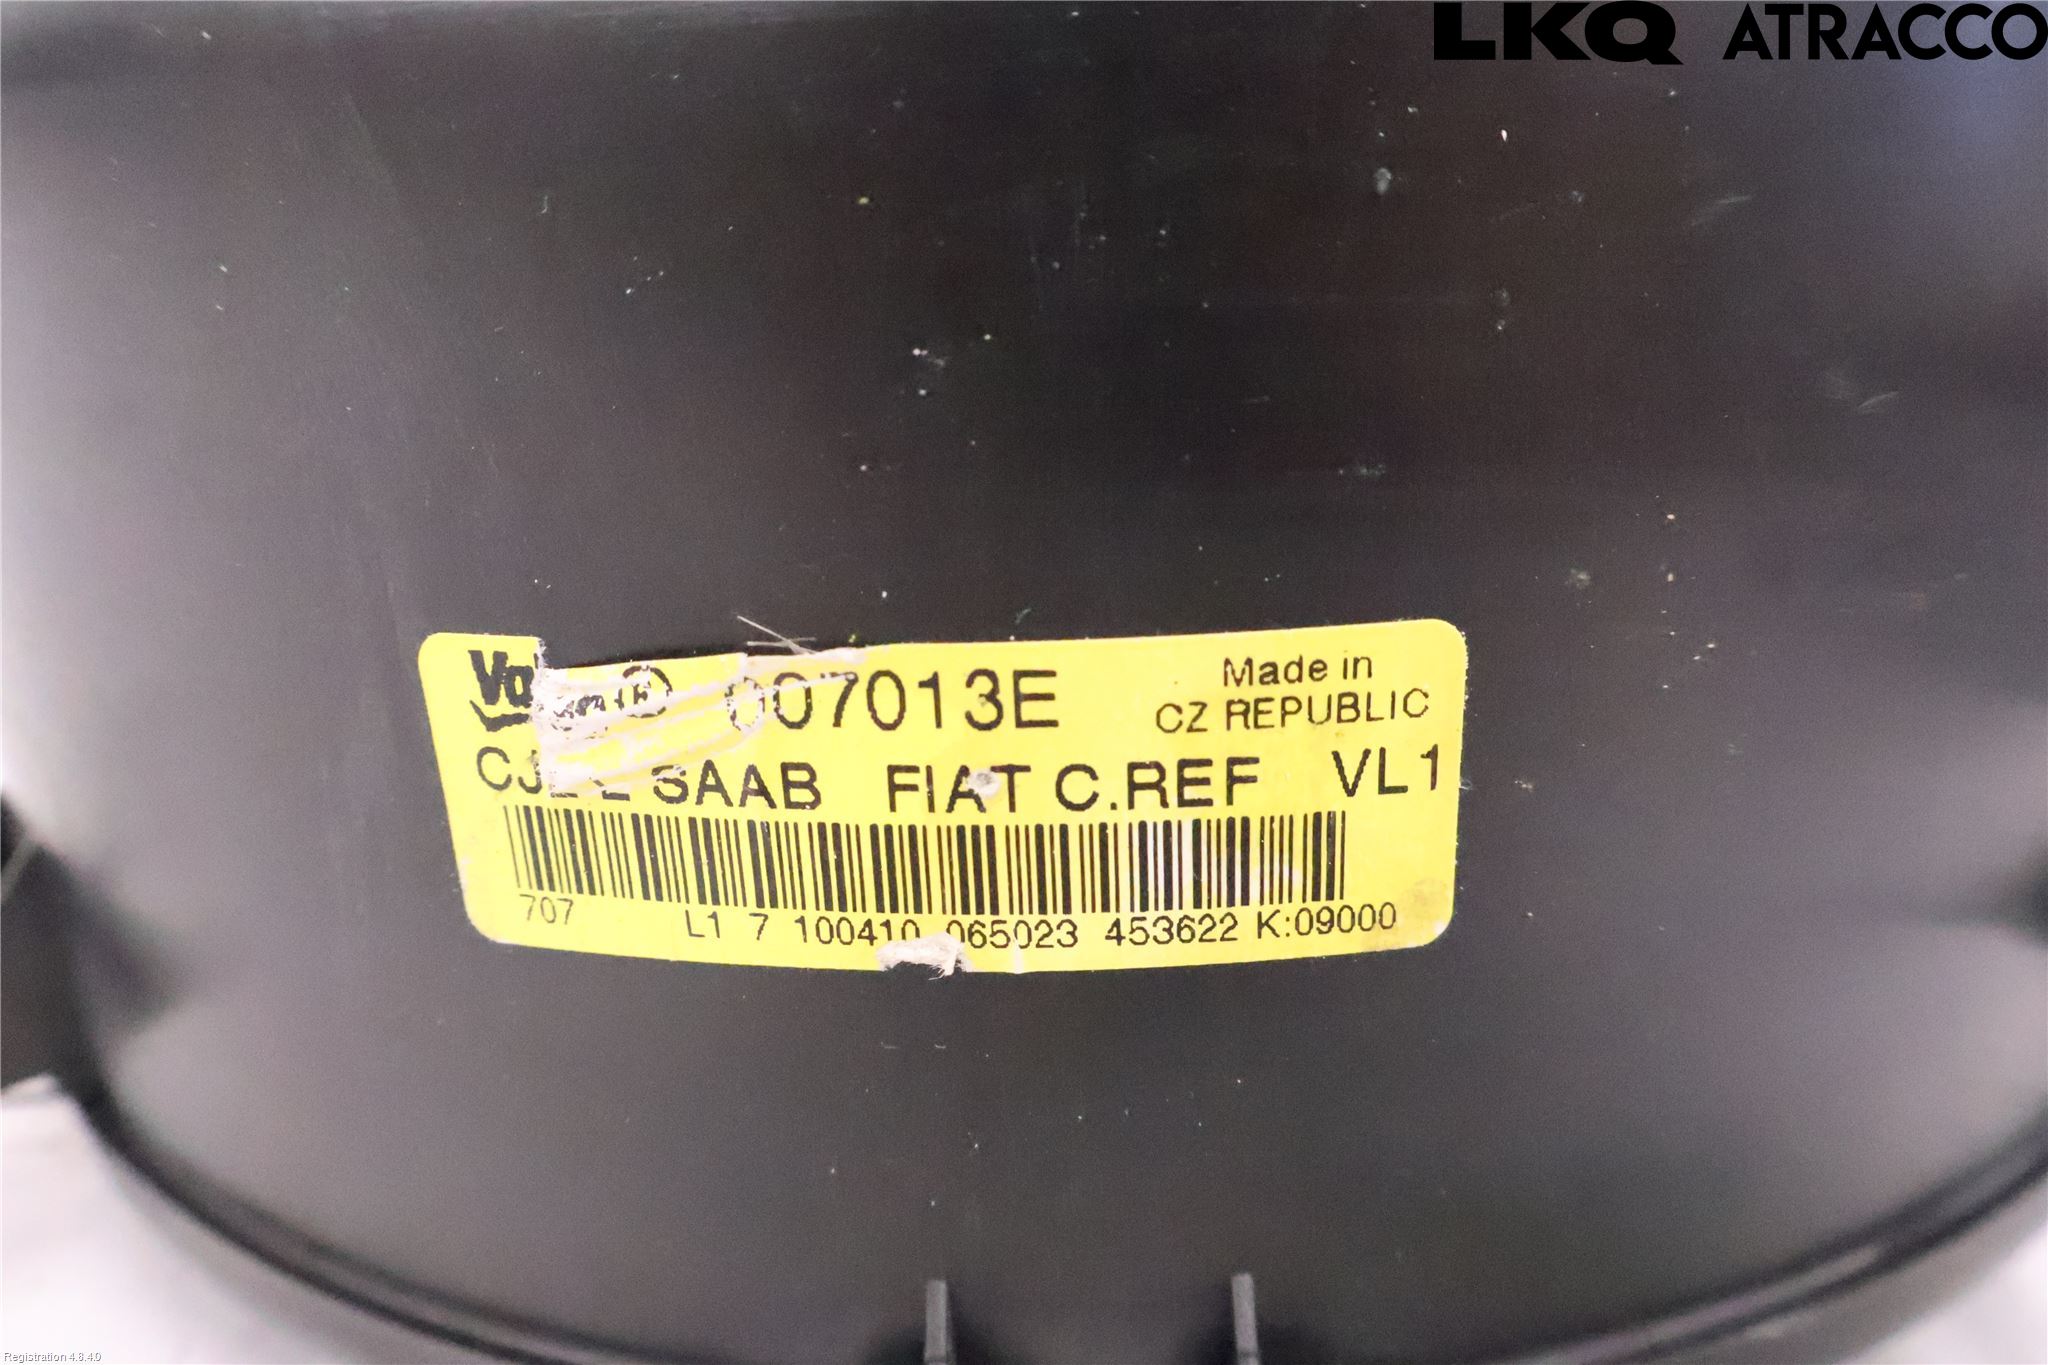 LKQ ATRACCO
007013E
Made in
CZ REPUBLIC
SAAB FIAT C.REF VL1
707 L1 7 100410 065023 453622 K:09000
Registration 4.8.4.0